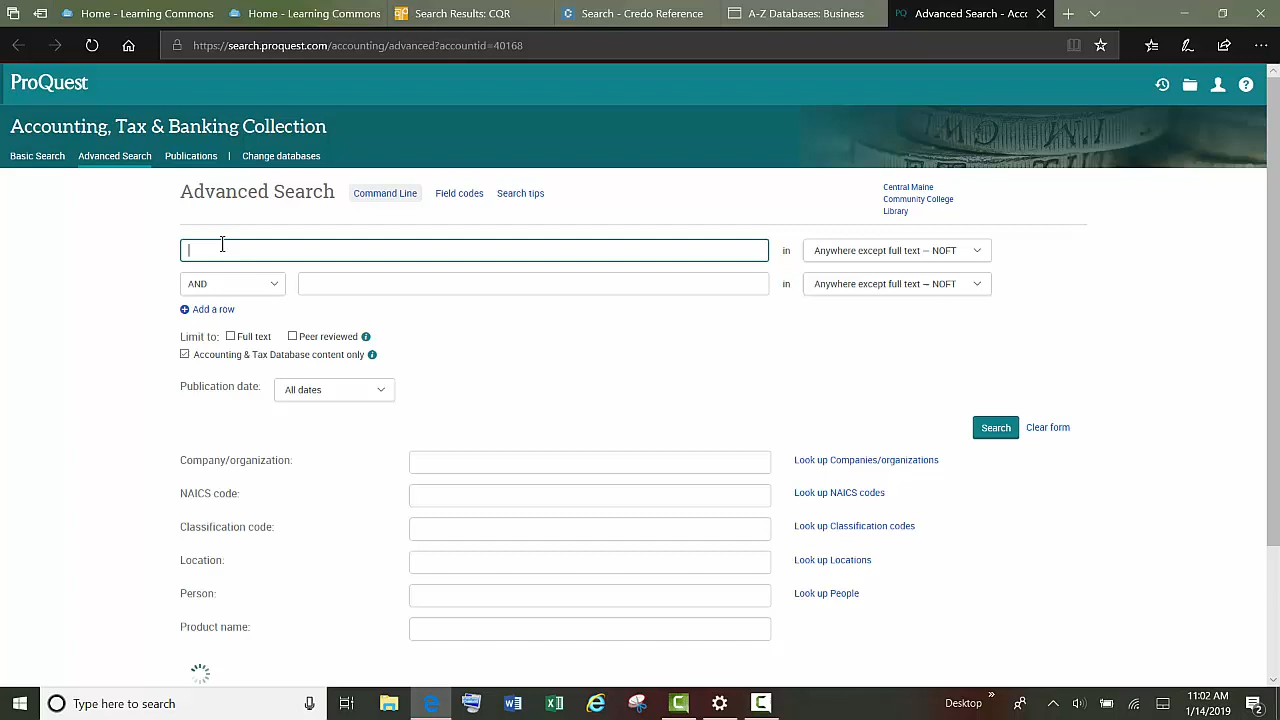 Home - Learning Common
Home - Learning Common
Search Results: CQR
Search - Credo Reference
A-Z Databases: Business
PQ Advanced Search - Acc
https://search.proquest.com/accounting/advanced?accountid=40168
ProQuest
Accounting, Tax & Banking Collection
Basic Search Advanced Search Publications | Change databases
Advanced Search Command Line Field codes Search tips
Central Maine
Community College
Library
in Anywhere except full text – NOFT
AND in Anywhere except full text – NOFT
Add a row
Limit to: Full text Peer reviewed
Accounting & Tax Database content only
Publication date: All dates
Search Clear form
Company/organization: Look up Companies/organizations
NAICS code: Look up NAICS codes
Classification code: Look up Classification codes
Location: Look up Locations
Person: Look up People
Product name:
Type here to search
Desktop
11:02 AM
1/14/2019
2